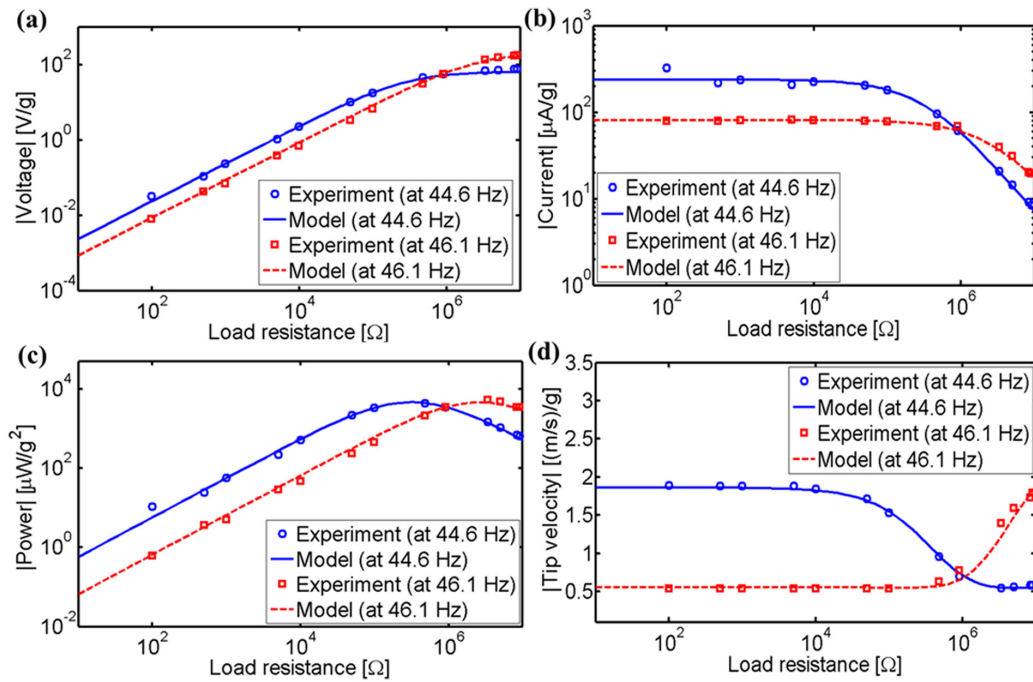 (a)
|Voltage| [V/g]
10^2
10^0
10^-2
10^-4
Experiment (at 44.6 Hz)
Model (at 44.6 Hz)
Experiment (at 46.1 Hz)
Model (at 46.1 Hz)
10^2 10^4 10^6
Load resistance [Ω]
(b)
|Current| [μA/g]
10^3
10^2
10^1
10^0
Experiment (at 44.6 Hz)
Model (at 44.6 Hz)
Experiment (at 46.1 Hz)
Model (at 46.1 Hz)
10^2 10^4 10^6
Load resistance [Ω]
(c)
|Power| [μW/g^2]
10^4
10^2
10^0
10^-2
Experiment (at 44.6 Hz)
Model (at 44.6 Hz)
Experiment (at 46.1 Hz)
Model (at 46.1 Hz)
10^2 10^4 10^6
Load resistance [Ω]
(d)
|Tip velocity| [(m/s)/g]
3.5
3
2.5
2
1.5
1
0.5
Experiment (at 44.6 Hz)
Model (at 44.6 Hz)
Experiment (at 46.1 Hz)
Model (at 46.1 Hz)
10^2 10^4 10^6
Load resistance [Ω]